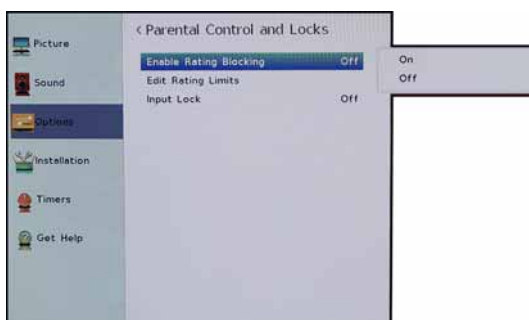 Picture
Sound
Options
Installation
Timers
Get Help
< Parental Control and Locks
Enable Rating Blocking Off
Edit Rating Limits
Input Lock Off
On
Off